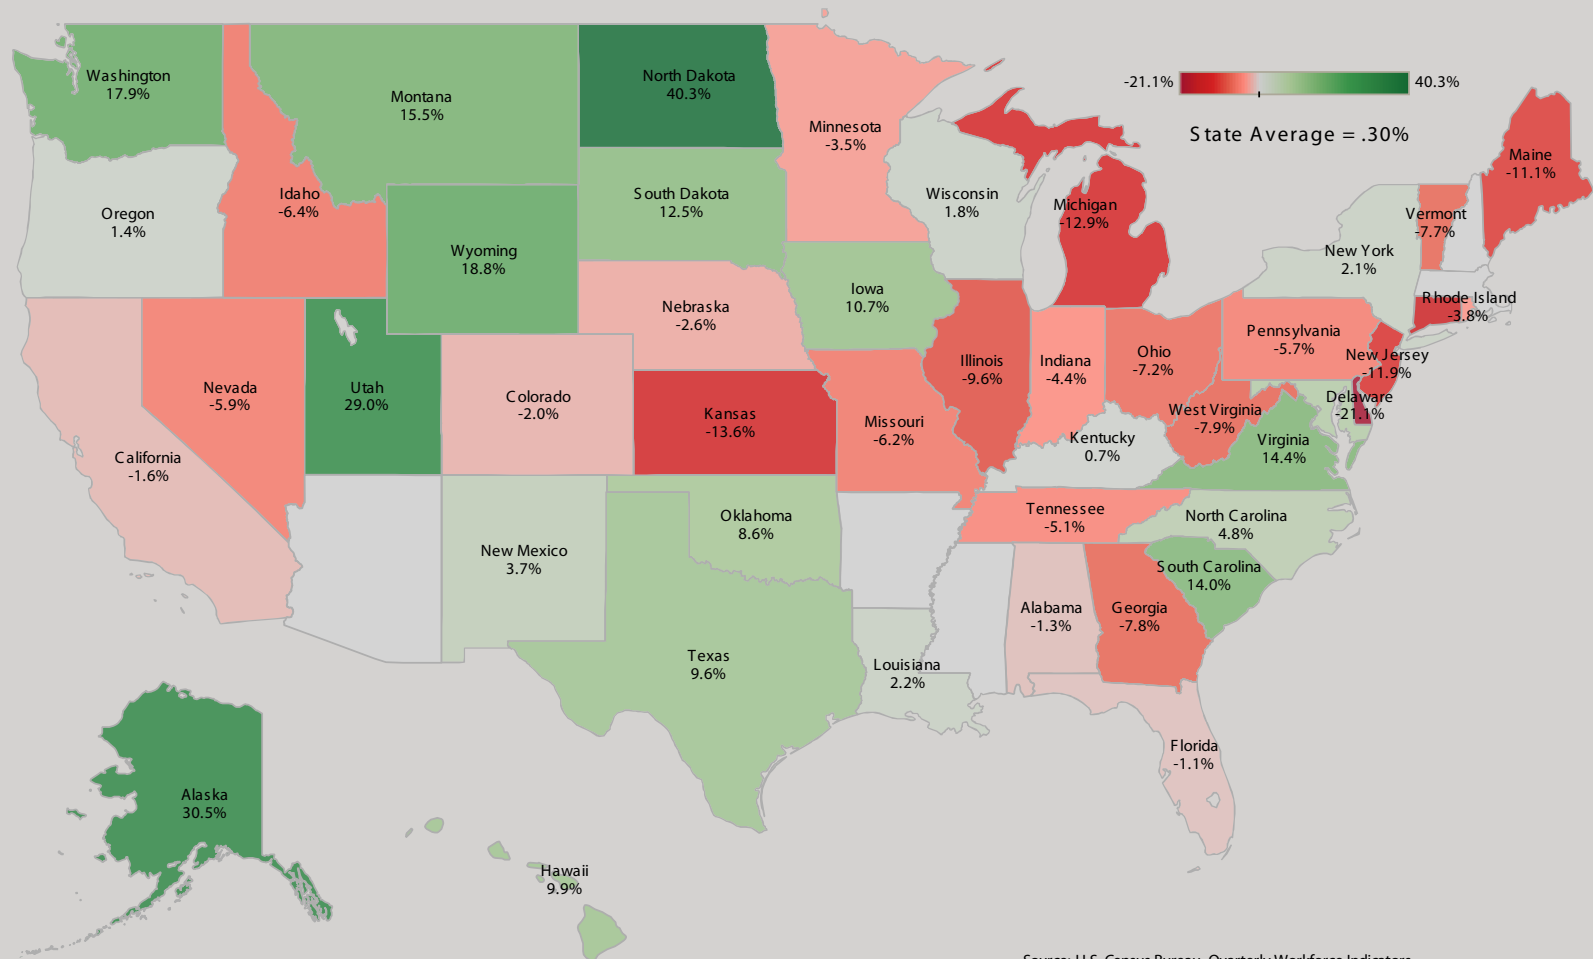 -21.1%
40.3%
State Average = .30%
Washington
17.9%
Montana
15.5%
North Dakota
40.3%
Minnesota
-3.5%
Maine
-11.1%
Oregon
1.4%
Idaho
-6.4%
South Dakota
12.5%
Wisconsin
1.8%
Michigan
-12.9%
Vermont
-7.7%
Wyoming
18.8%
New York
2.1%
Iowa
10.7%
Rhode Island
-3.8%
Nebraska
-2.6%
Pennsylvania
-5.7%
Illinois
-9.6%
Indiana
-4.4%
Ohio
-7.2%
New Jersey
-11.9%
Nevada
-5.9%
Utah
29.0%
Colorado
-2.0%
Kansas
-13.6%
Missouri
-6.2%
West Virginia
-7.9%
Delaware
-21.1%
California
-1.6%
Kentucky
0.7%
Virginia
14.4%
Oklahoma
8.6%
Tennessee
-5.1%
North Carolina
4.8%
New Mexico
3.7%
South Carolina
14.0%
Alabama
-1.3%
Georgia
-7.8%
Texas
9.6%
Louisiana
2.2%
Florida
-1.1%
Alaska
30.5%
Hawaii
9.9%
Source: U.S. Census Bureau, Quarterly Workforce Indicators